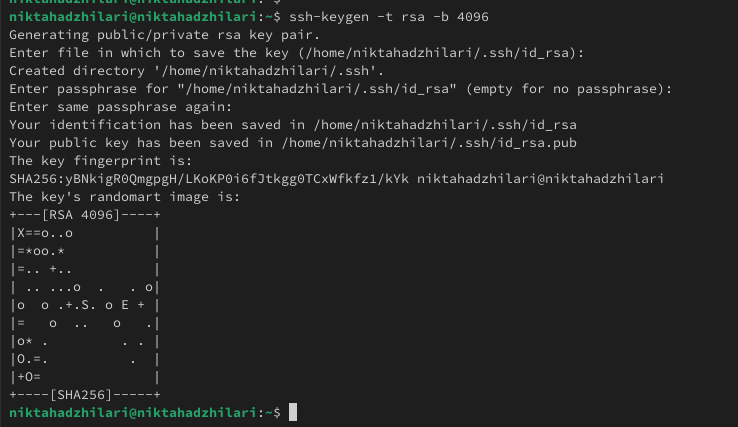 niktahadzhilari@niktahadzhilari:~$ ssh-keygen -t rsa -b 4096
Generating public/private rsa key pair.
Enter file in which to save the key (/home/niktahadzhilari/.ssh/id_rsa):
Created directory '/home/niktahadzhilari/.ssh'.
Enter passphrase for "/home/niktahadzhilari/.ssh/id_rsa" (empty for no passphrase):
Enter same passphrase again:
Your identification has been saved in /home/niktahadzhilari/.ssh/id_rsa
Your public key has been saved in /home/niktahadzhilari/.ssh/id_rsa.pub
The key fingerprint is:
SHA256:yBNkigR0QmgpgH/LKoKP0i6fJtkgg0TCxWfkfz1/kYk niktahadzhilari@niktahadzhilari
The key's randomart image is:
+---[RSA 4096]----+
|X==o..o          |
|=*oo.*           |
|=.. +..          |
| .. ...o  .   . o|
|o  o .+.S. o E + |
|=   o  ..   o   .|
|o* .         . . |
|O.=.          .  |
|+O=              |
+----[SHA256]-----+
niktahadzhilari@niktahadzhilari:~$